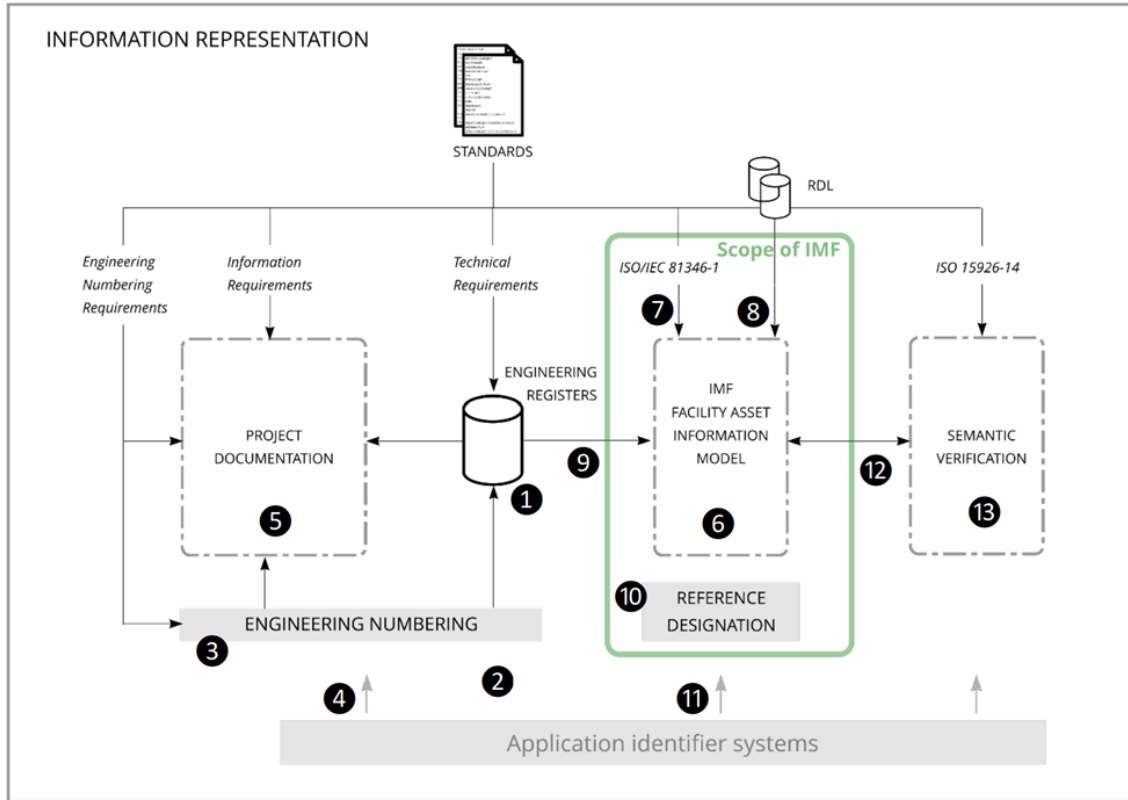 INFORMATION REPRESENTATION
STANDARDS
RDL
Scope of IMF
Engineering
Numbering
Requirements
Information
Requirements
Technical
Requirements
ISO/IEC 81346-1
ISO 15926-14
7
8
ENGINEERING
REGISTERS
PROJECT
DOCUMENTATION
IMF
FACILITY ASSET
INFORMATION
MODEL
SEMANTIC
VERIFICATION
9
12
1
5
6
13
10
REFERENCE
DESIGNATION
ENGINEERING NUMBERING
3
2
4
11
Application identifier systems